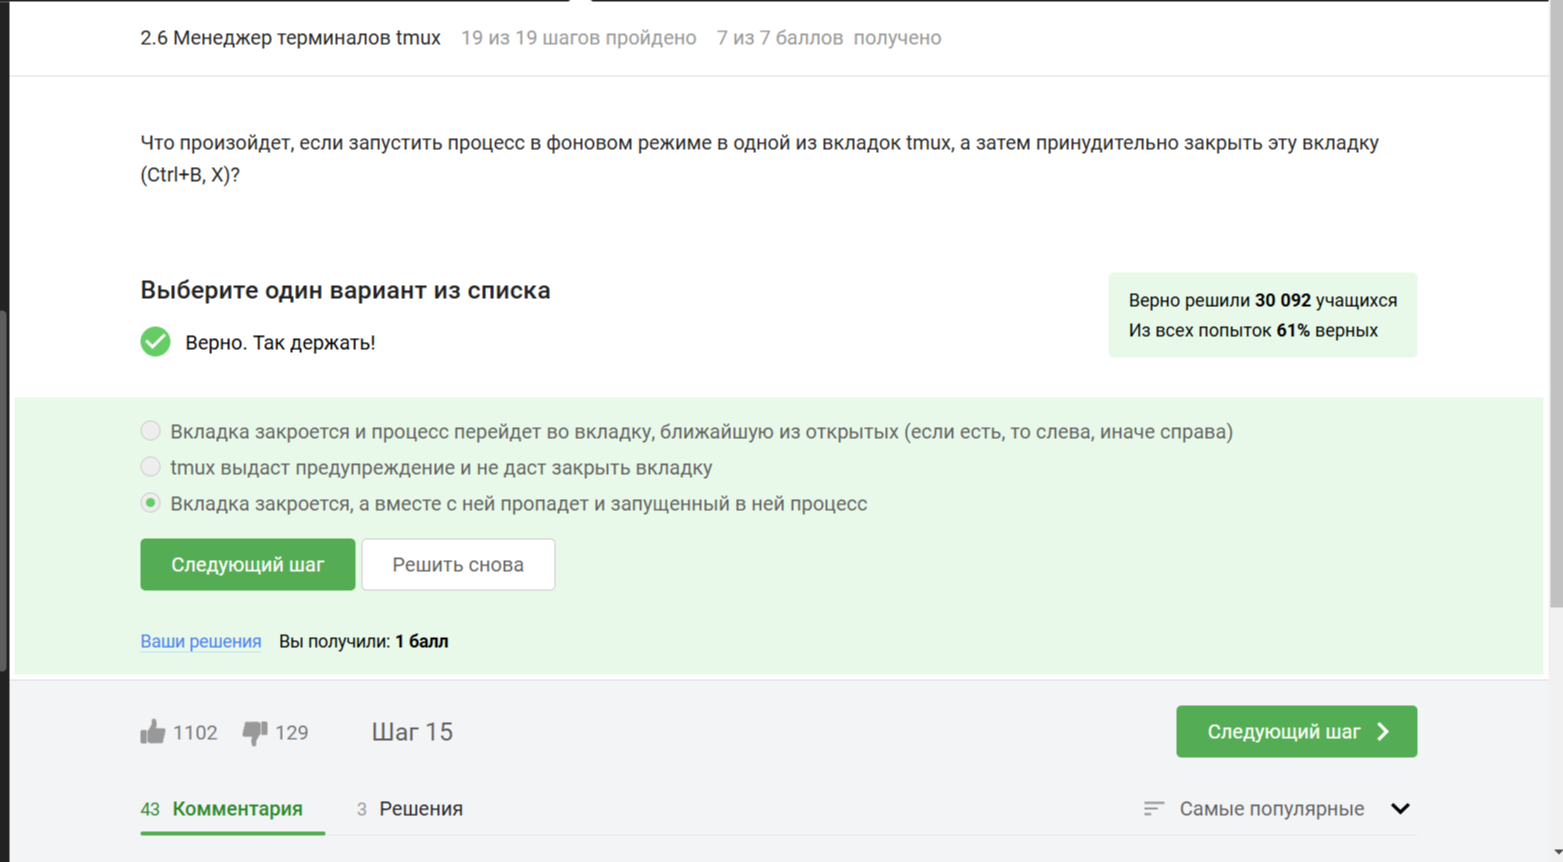 2.6 Менеджер терминалов tmux 19 из 19 шагов пройдено 7 из 7 баллов получено
Что произойдет, если запустить процесс в фоновом режиме в одной из вкладок tmux, а затем принудительно закрыть эту вкладку
(Ctrl+B, X)?
Выберите один вариант из списка
Верно. Так держать!
Верно решили 30 092 учащихся
Из всех попыток 61% верных
Вкладка закроется и процесс перейдет во вкладку, ближайшую из открытых (если есть, то слева, иначе справа)
tmux выдаст предупреждение и не даст закрыть вкладку
Вкладка закроется, а вместе с ней пропадет и запущенный в ней процесс
Следующий шаг Решить снова
Ваши решения Вы получили: 1 балл
1102 129 Шаг 15 Следующий шаг
43 Комментария 3 Решения Самые популярные